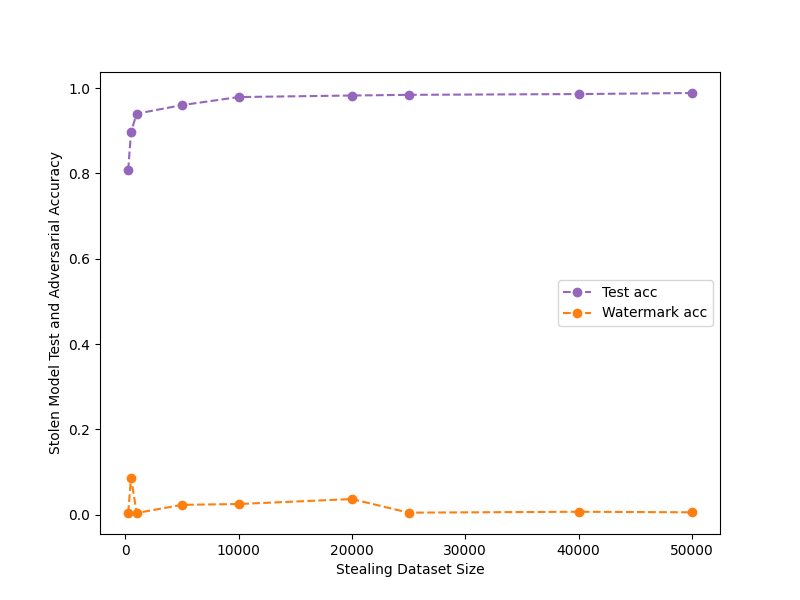 1.0
0.8
0.6
0.4
0.2
0.0
Stolen Model Test and Adversarial Accuracy
Test acc
Watermark acc
0 10000 20000 30000 40000 50000
Stealing Dataset Size